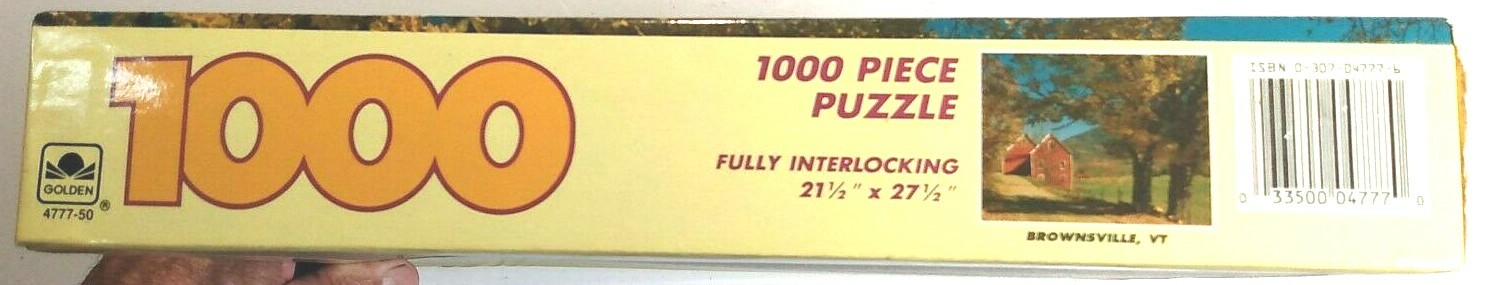 1000
GOLDEN
®
4777-50
1000 PIECE
PUZZLE
FULLY INTERLOCKING
21½" x 27½"
BROWNSVILLE, VT
ISBN 0-307-04777-6
0 33500 04777 0